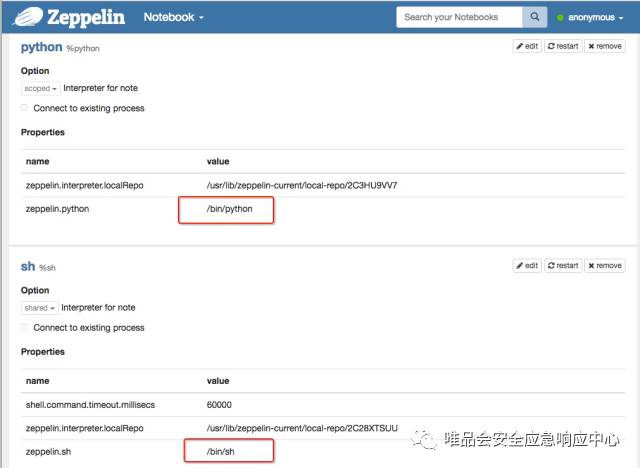 Zeppelin Notebook Search your Notebooks anonymous
python %python edit restart remove
Option
scoped Interpreter for note
Connect to existing process
Properties
name value
zeppelin.interpreter.localRepo /usr/lib/zeppelin-current/local-repo/2C3HU9VV7
zeppelin.python /bin/python
sh %sh edit restart remove
Option
shared Interpreter for note
Connect to existing process
Properties
name value
shell.command.timeout.millisecs 60000
zeppelin.interpreter.localRepo /usr/lib/zeppelin-current/local-repo/2C28XTSUU
zeppelin.sh /bin/sh
唯品会安全应急响应中心